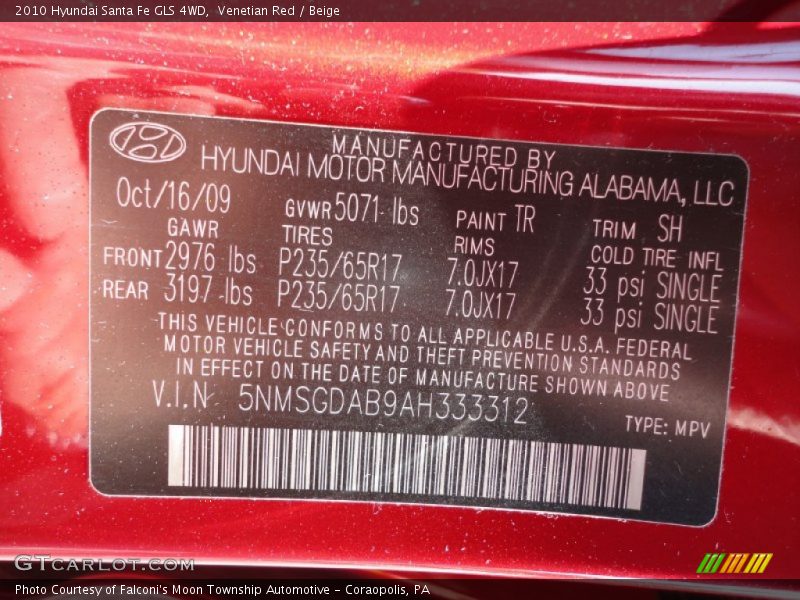 2010 Hyundai Santa Fe GLS 4WD, Venetian Red / Beige
MANUFACTURED BY
HYUNDAI MOTOR MANUFACTURING ALABAMA, LLC
Oct/16/09 GVWR 5071 lbs PAINT TR TRIM SH
GAWR TIRES RIMS COLD TIRE INFL
FRONT 2976 lbs P235/65R17 7.0JX17 33 psi SINGLE
REAR 3197 lbs P235/65R17 7.0JX17 33 psi SINGLE
THIS VEHICLE CONFORMS TO ALL APPLICABLE U.S.A. FEDERAL
MOTOR VEHICLE SAFETY AND THEFT PREVENTION STANDARDS
IN EFFECT ON THE DATE OF MANUFACTURE SHOWN ABOVE
V.I.N 5NMSGDAB9AH333312
TYPE: MPV
GTCarLot.com
Photo Courtesy of Falconi's Moon Township Automotive - Coraopolis, PA